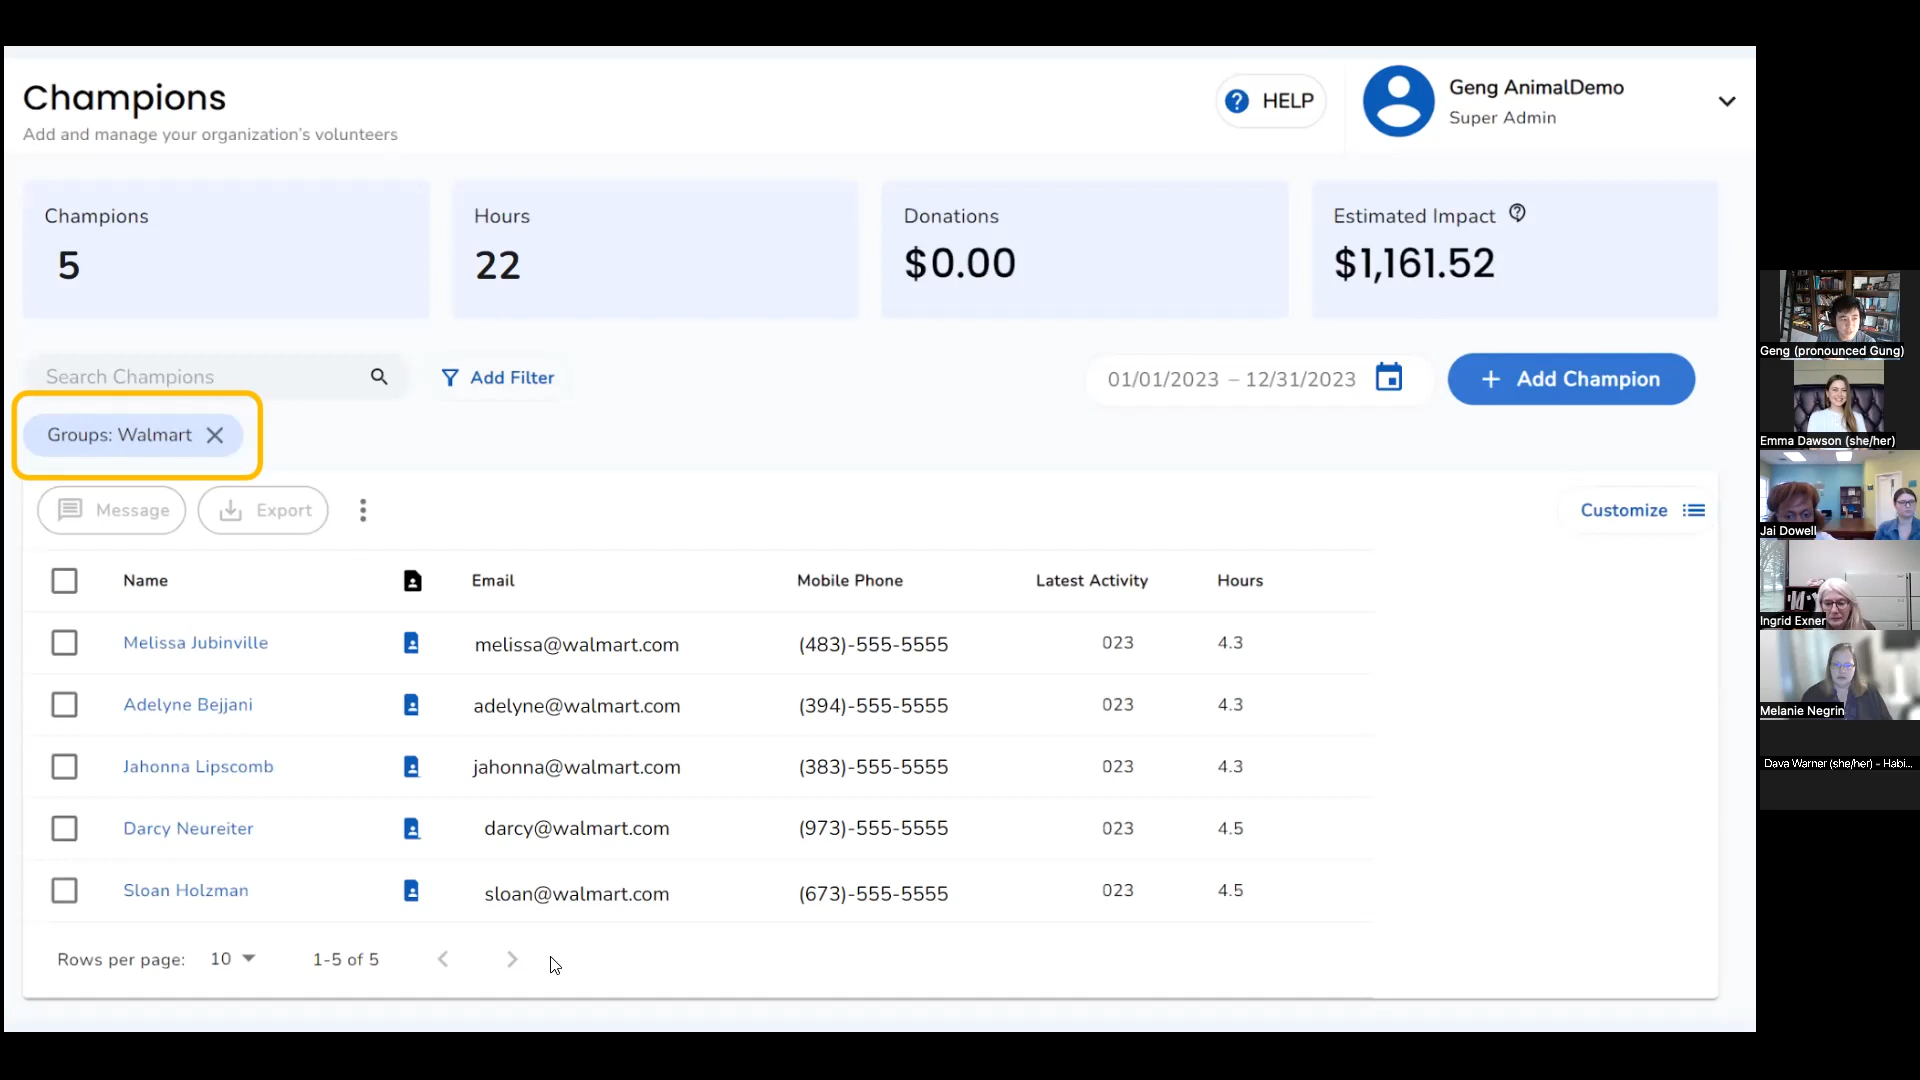 Champions
Add and manage your organization's volunteers
HELP
Geng AnimalDemo
Super Admin
Champions
5
Hours
22
Donations
$0.00
Estimated Impact
$1,161.52
Search Champions
Add Filter
01/01/2023 – 12/31/2023
+ Add Champion
Groups: Walmart
Message
Export
Customize
Name Email Mobile Phone Latest Activity Hours
Melissa Jubinville melissa@walmart.com (483)-555-5555 023 4.3
Adelyne Bejjani adelyne@walmart.com (394)-555-5555 023 4.3
Jahonna Lipscomb jahonna@walmart.com (383)-555-5555 023 4.3
Darcy Neureiter darcy@walmart.com (973)-555-5555 023 4.5
Sloan Holzman sloan@walmart.com (673)-555-5555 023 4.5
Rows per page: 10 1-5 of 5
Geng (pronounced Gung)
Emma Dawson (she/her)
Jai Dowell
Ingrid Exner
Melanie Negrin
Dava Warner (she/her) - Habi...